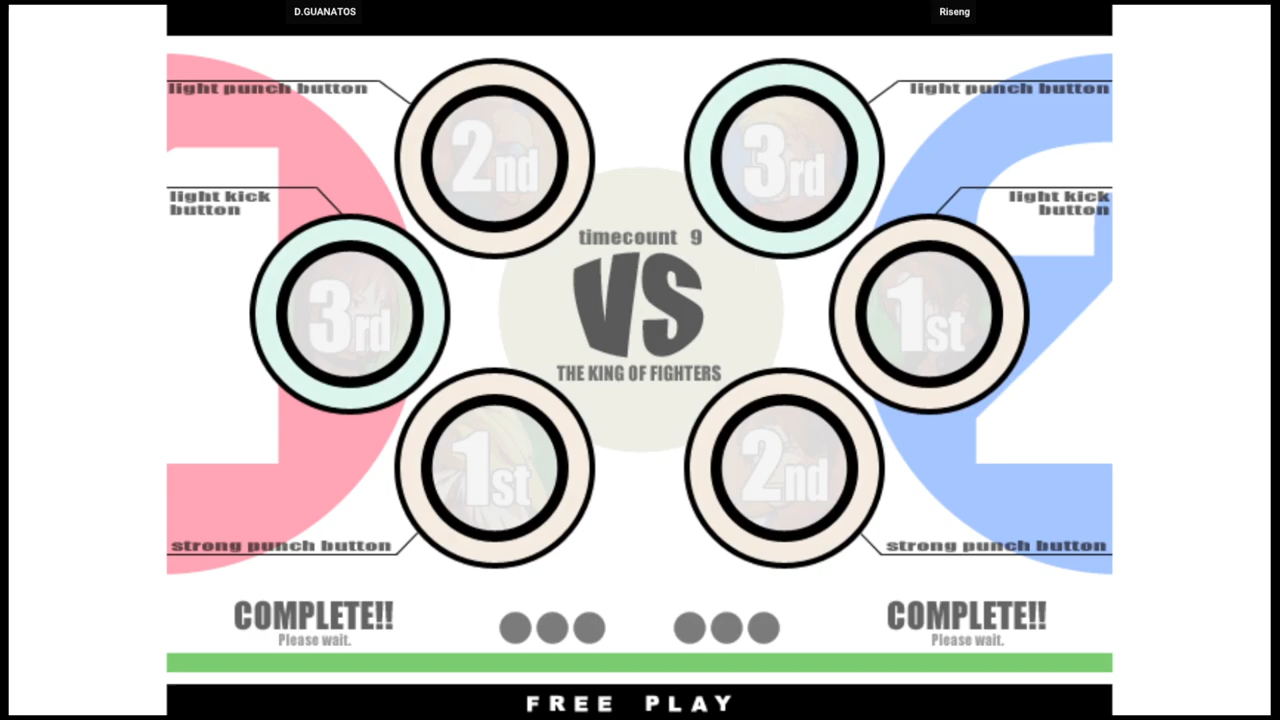 D.GUANATOS
Riseng
light punch button
light punch button
2nd
3rd
light kick
button
light kick
button
timecount 9
VS
THE KING OF FIGHTERS
3rd
1st
1st
2nd
strong punch button
strong punch button
COMPLETE!!
Please wait.
COMPLETE!!
Please wait.
FREE PLAY
1
2